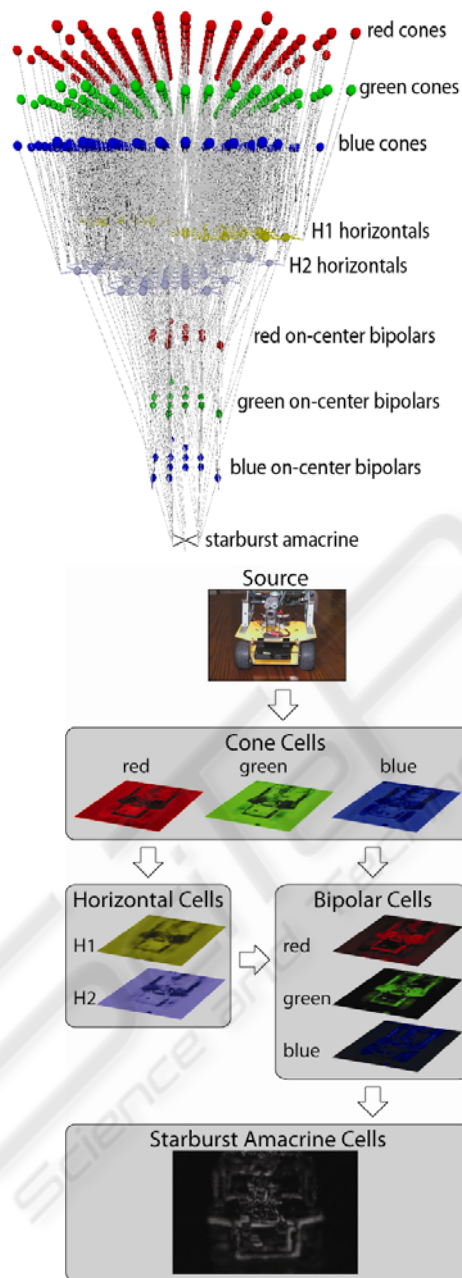 red cones
green cones
blue cones
H1 horizontals
H2 horizontals
red on-center bipolars
green on-center bipolars
blue on-center bipolars
starburst amacrine
Source
Cone Cells
red green blue
Horizontal Cells
H1
H2
Bipolar Cells
red
green
blue
Starburst Amacrine Cells
Science and